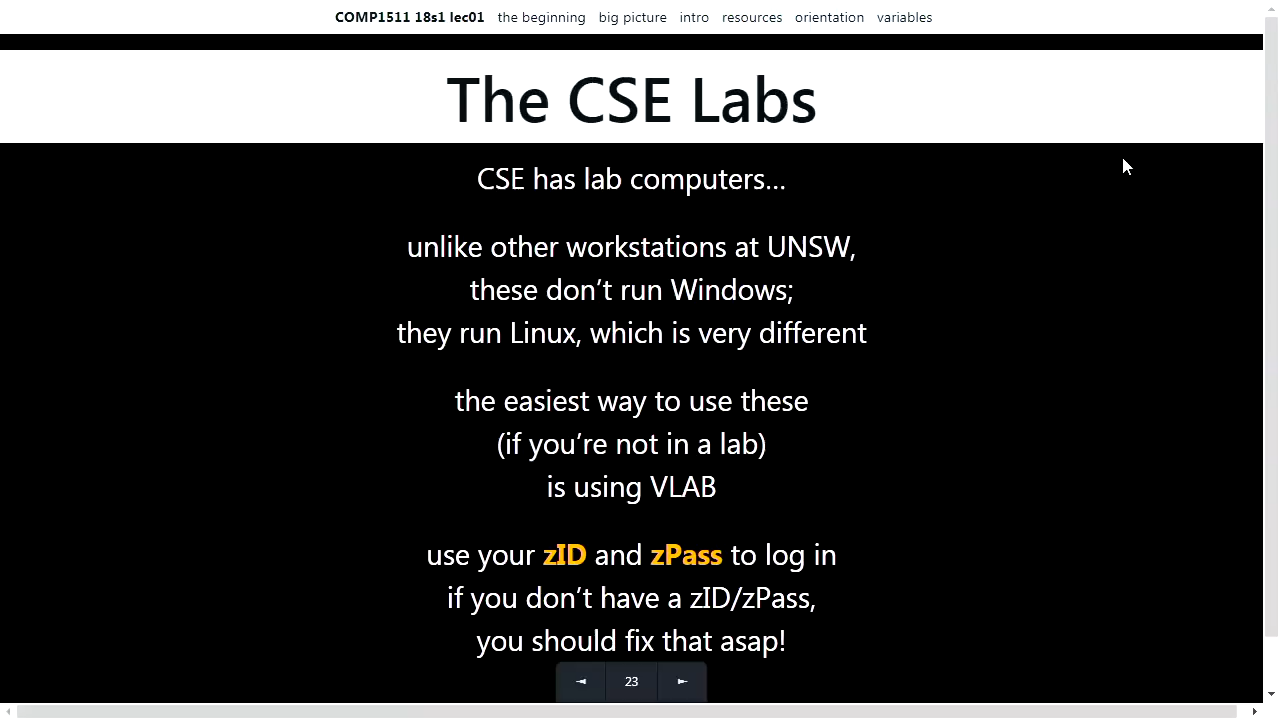 COMP1511 18s1 lec01 the beginning big picture intro resources orientation variables
The CSE Labs
CSE has lab computers…
unlike other workstations at UNSW,
these don’t run Windows;
they run Linux, which is very different
the easiest way to use these
(if you’re not in a lab)
is using VLAB
use your zID and zPass to log in
if you don’t have a zID/zPass,
you should fix that asap!
23